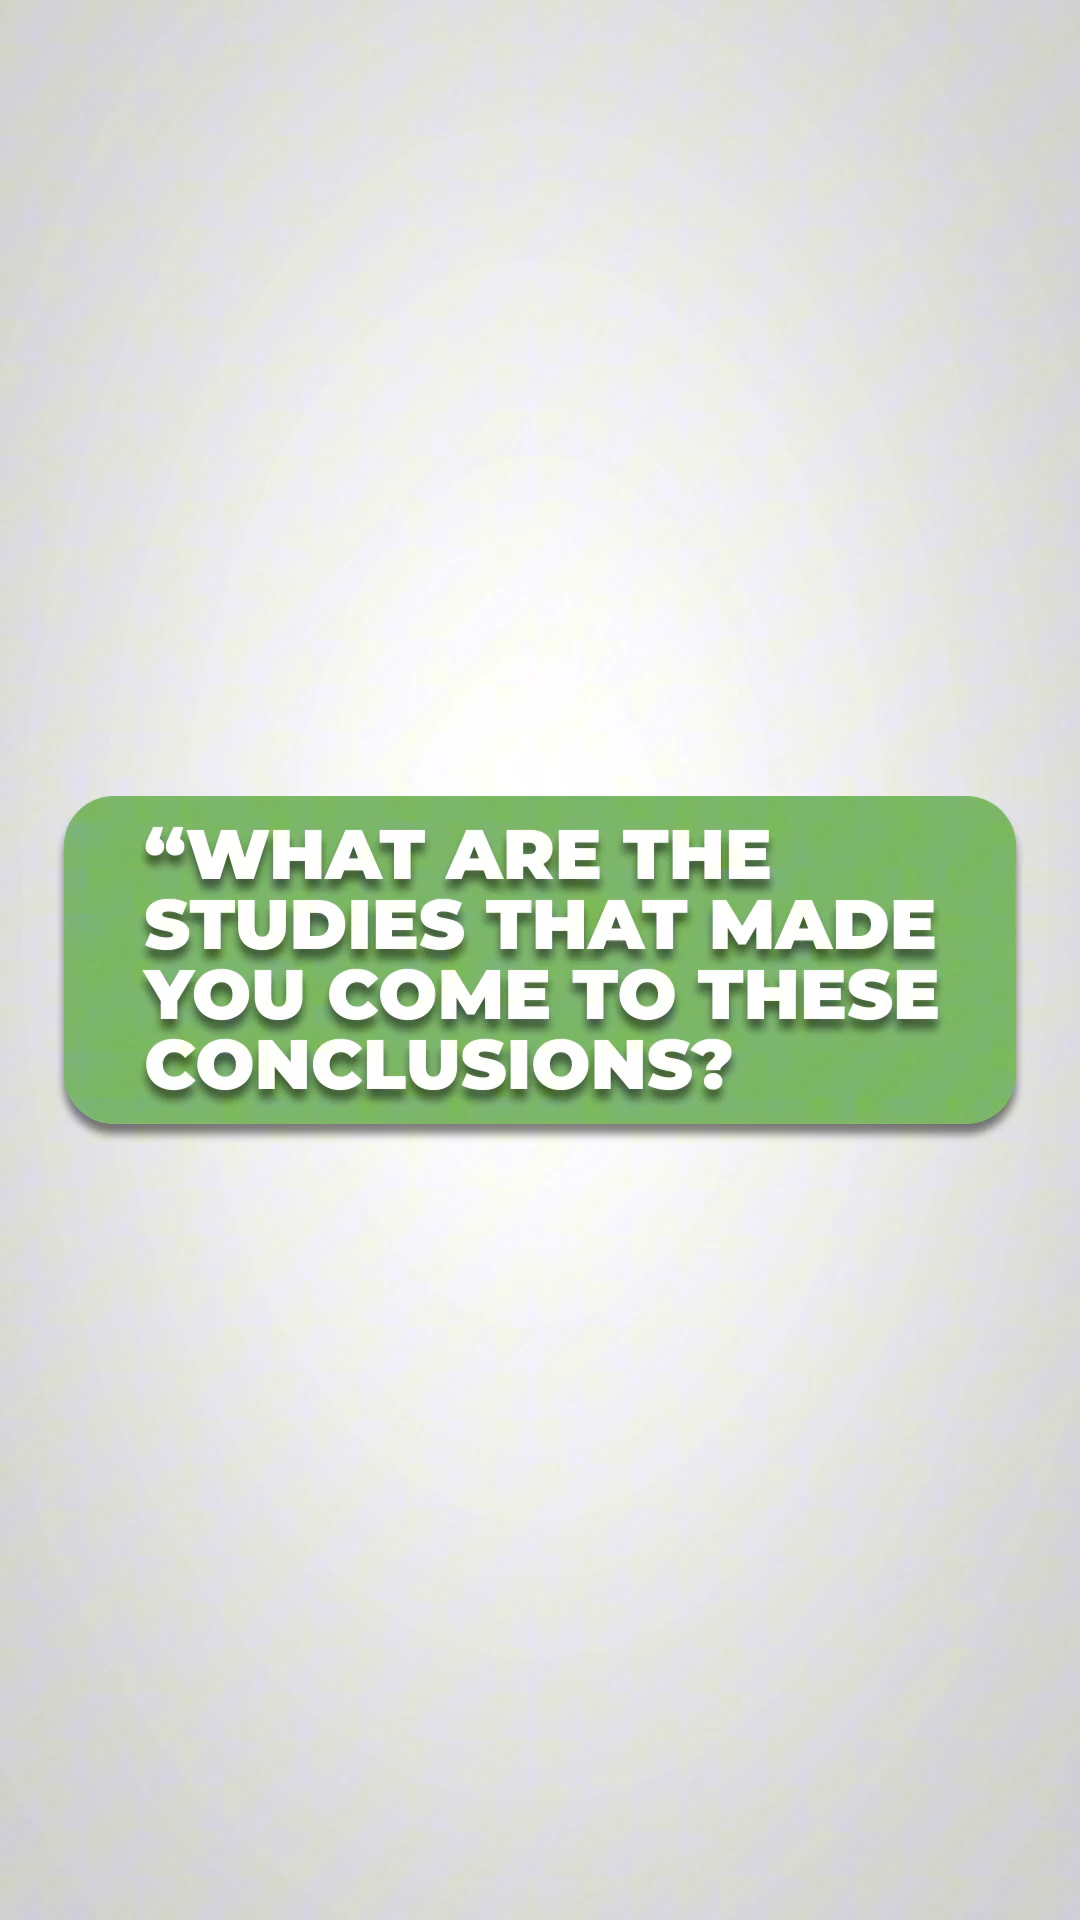 “WHAT ARE THE
STUDIES THAT MADE
YOU COME TO THESE
CONCLUSIONS?